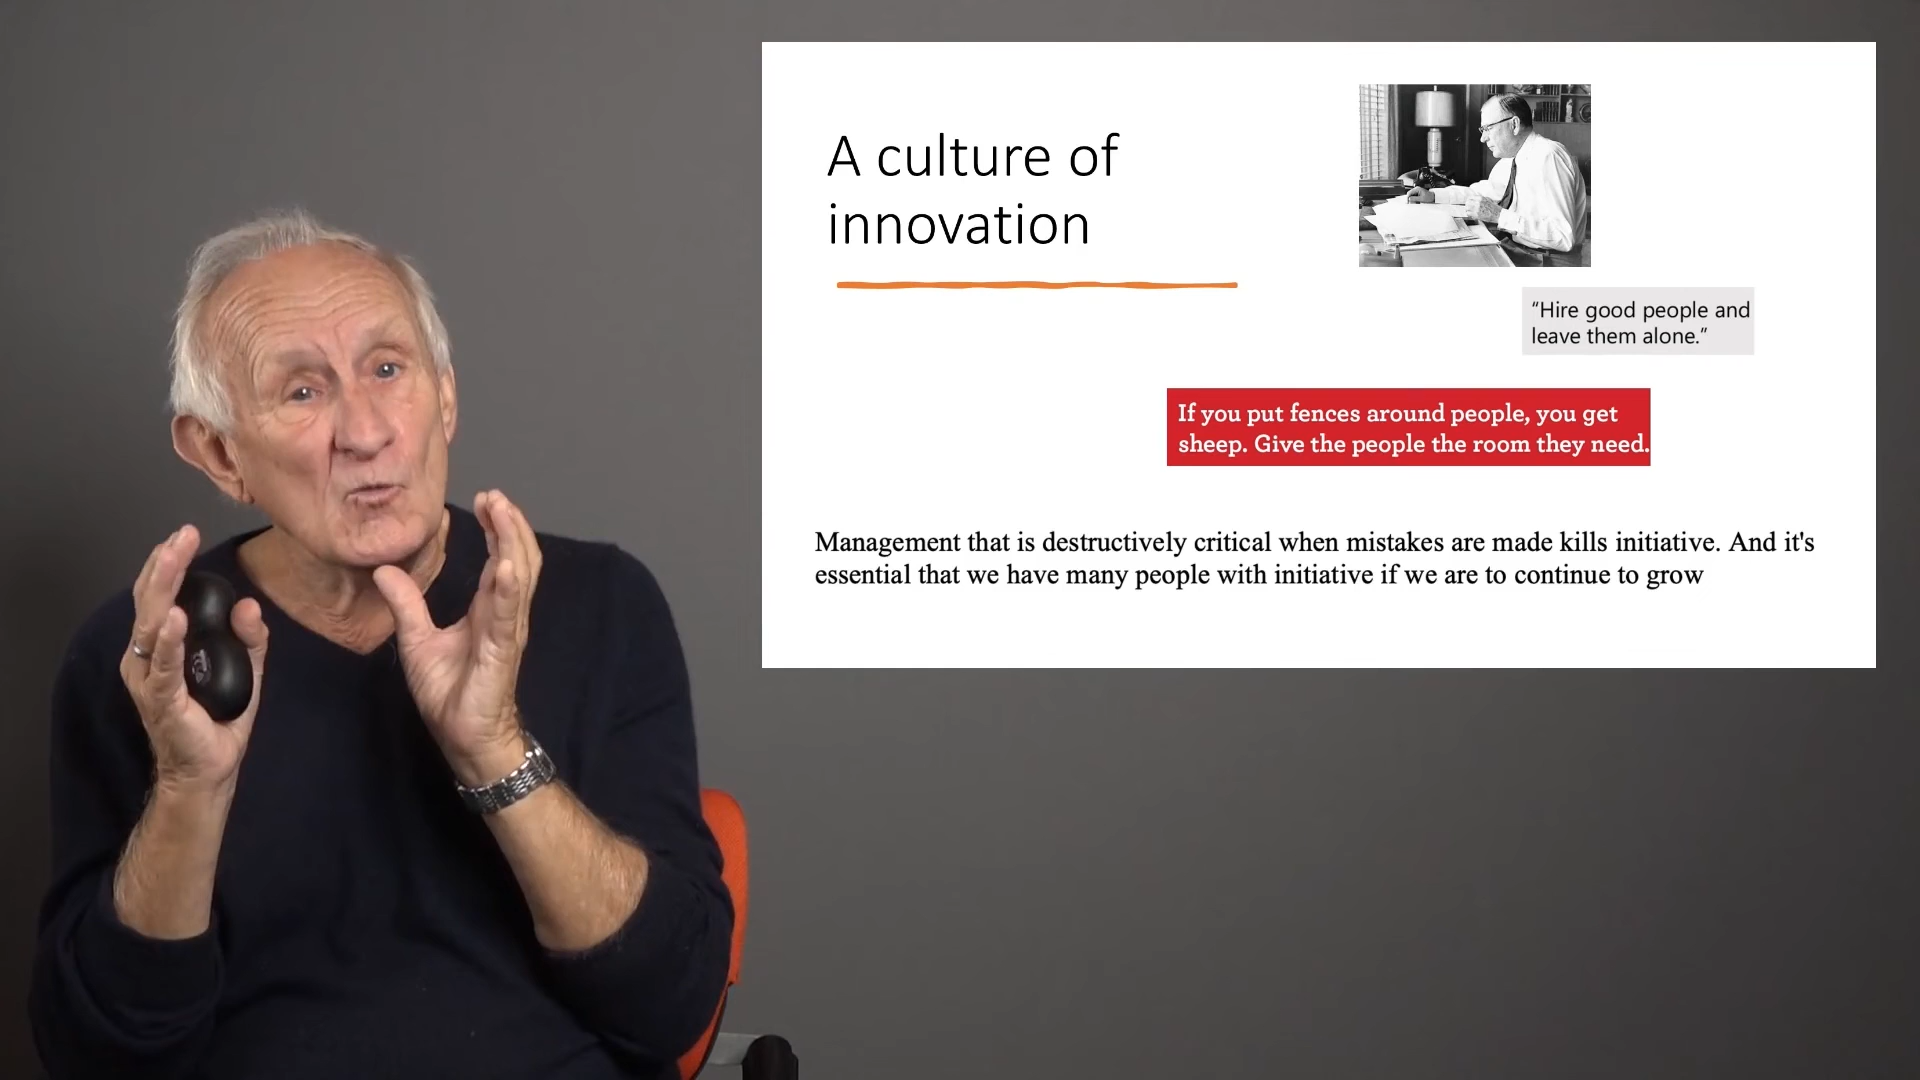 A culture of
innovation
“Hire good people and
leave them alone.”
If you put fences around people, you get
sheep. Give the people the room they need.
Management that is destructively critical when mistakes are made kills initiative. And it's
essential that we have many people with initiative if we are to continue to grow